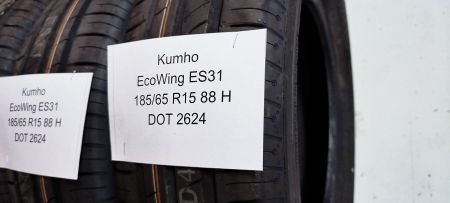 Kumho
EcoWing ES31
185/65 R15 88 H
DOT 2624
Kumho
EcoWing ES31
185/65 R15 88 H
DOT 2624